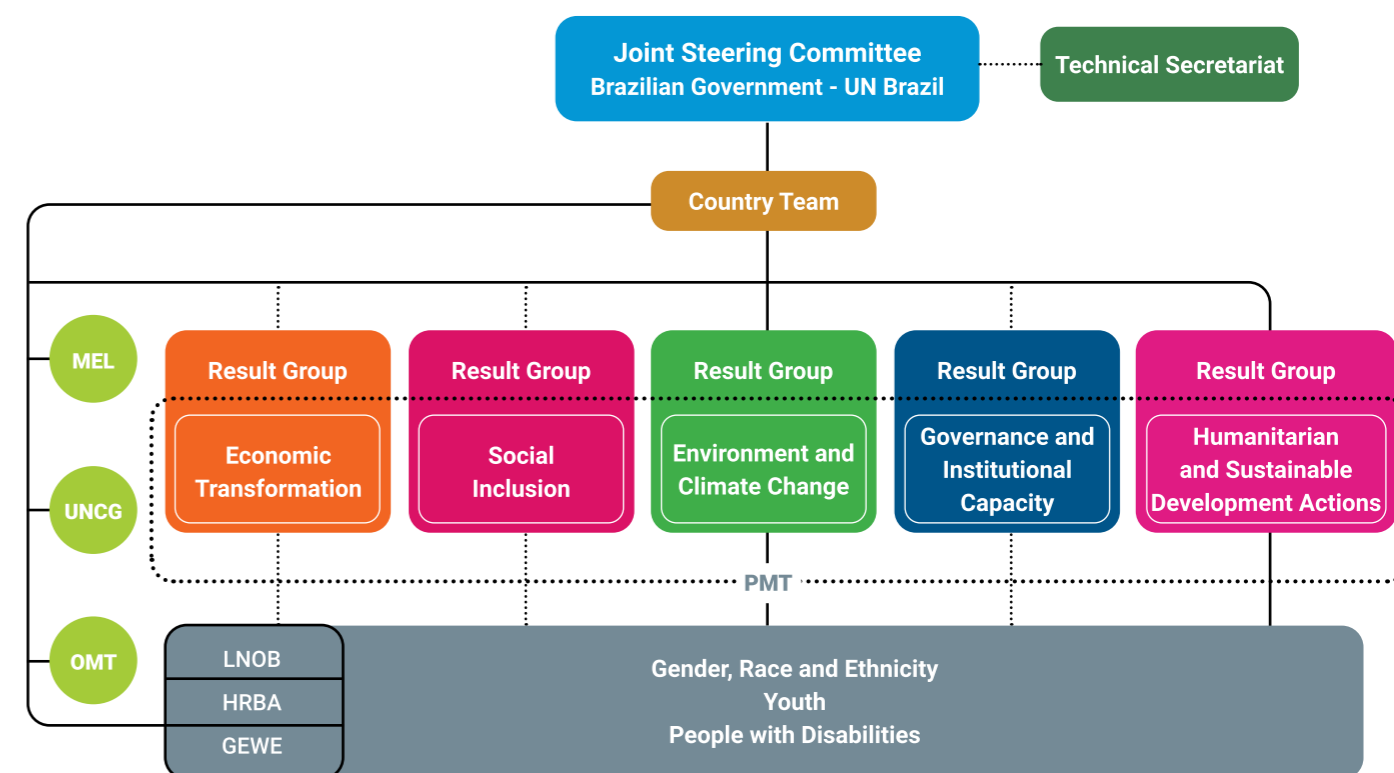 Joint Steering Committee
Brazilian Government - UN Brazil
Technical Secretariat
Country Team
MEL
UNCG
OMT
Result Group
Economic
Transformation
Result Group
Social
Inclusion
Result Group
Environment and
Climate Change
Result Group
Governance and
Institutional
Capacity
Result Group
Humanitarian
and Sustainable
Development Actions
PMT
LNOB
HRBA
GEWE
Gender, Race and Ethnicity
Youth
People with Disabilities